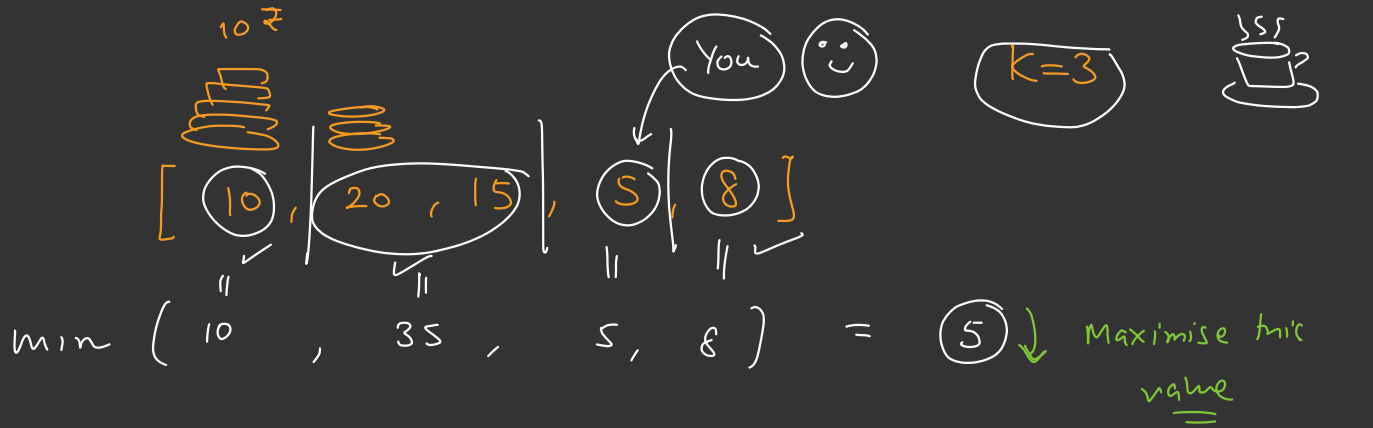 10 ₹
You
K=3
[ 10 , | 20 , 15 | , 5 | , 8 ]
|| || || ||
min ( 10 , 35 , 5 , 8 ) = 5 ↓ Maximise this
value